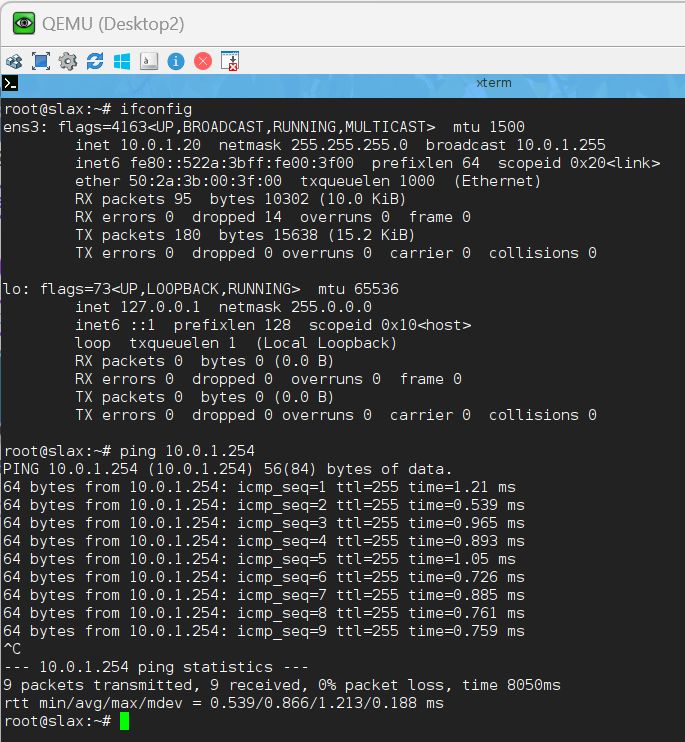 QEMU (Desktop2)
xterm
root@slax:~# ifconfig
ens3: flags=4163<UP,BROADCAST,RUNNING,MULTICAST>  mtu 1500
        inet 10.0.1.20  netmask 255.255.255.0  broadcast 10.0.1.255
        inet6 fe80::522a:3bff:fe00:3f00  prefixlen 64  scopeid 0x20<link>
        ether 50:2a:3b:00:3f:00  txqueuelen 1000  (Ethernet)
        RX packets 95  bytes 10302 (10.0 KiB)
        RX errors 0  dropped 14  overruns 0  frame 0
        TX packets 180  bytes 15638 (15.2 KiB)
        TX errors 0  dropped 0 overruns 0  carrier 0  collisions 0
lo: flags=73<UP,LOOPBACK,RUNNING>  mtu 65536
        inet 127.0.0.1  netmask 255.0.0.0
        inet6 ::1  prefixlen 128  scopeid 0x10<host>
        loop  txqueuelen 1  (Local Loopback)
        RX packets 0  bytes 0 (0.0 B)
        RX errors 0  dropped 0  overruns 0  frame 0
        TX packets 0  bytes 0 (0.0 B)
        TX errors 0  dropped 0 overruns 0  carrier 0  collisions 0
root@slax:~# ping 10.0.1.254
PING 10.0.1.254 (10.0.1.254) 56(84) bytes of data.
64 bytes from 10.0.1.254: icmp_seq=1 ttl=255 time=1.21 ms
64 bytes from 10.0.1.254: icmp_seq=2 ttl=255 time=0.539 ms
64 bytes from 10.0.1.254: icmp_seq=3 ttl=255 time=0.965 ms
64 bytes from 10.0.1.254: icmp_seq=4 ttl=255 time=0.893 ms
64 bytes from 10.0.1.254: icmp_seq=5 ttl=255 time=1.05 ms
64 bytes from 10.0.1.254: icmp_seq=6 ttl=255 time=0.726 ms
64 bytes from 10.0.1.254: icmp_seq=7 ttl=255 time=0.885 ms
64 bytes from 10.0.1.254: icmp_seq=8 ttl=255 time=0.761 ms
64 bytes from 10.0.1.254: icmp_seq=9 ttl=255 time=0.759 ms
^C
--- 10.0.1.254 ping statistics ---
9 packets transmitted, 9 received, 0% packet loss, time 8050ms
rtt min/avg/max/mdev = 0.539/0.866/1.213/0.188 ms
root@slax:~#